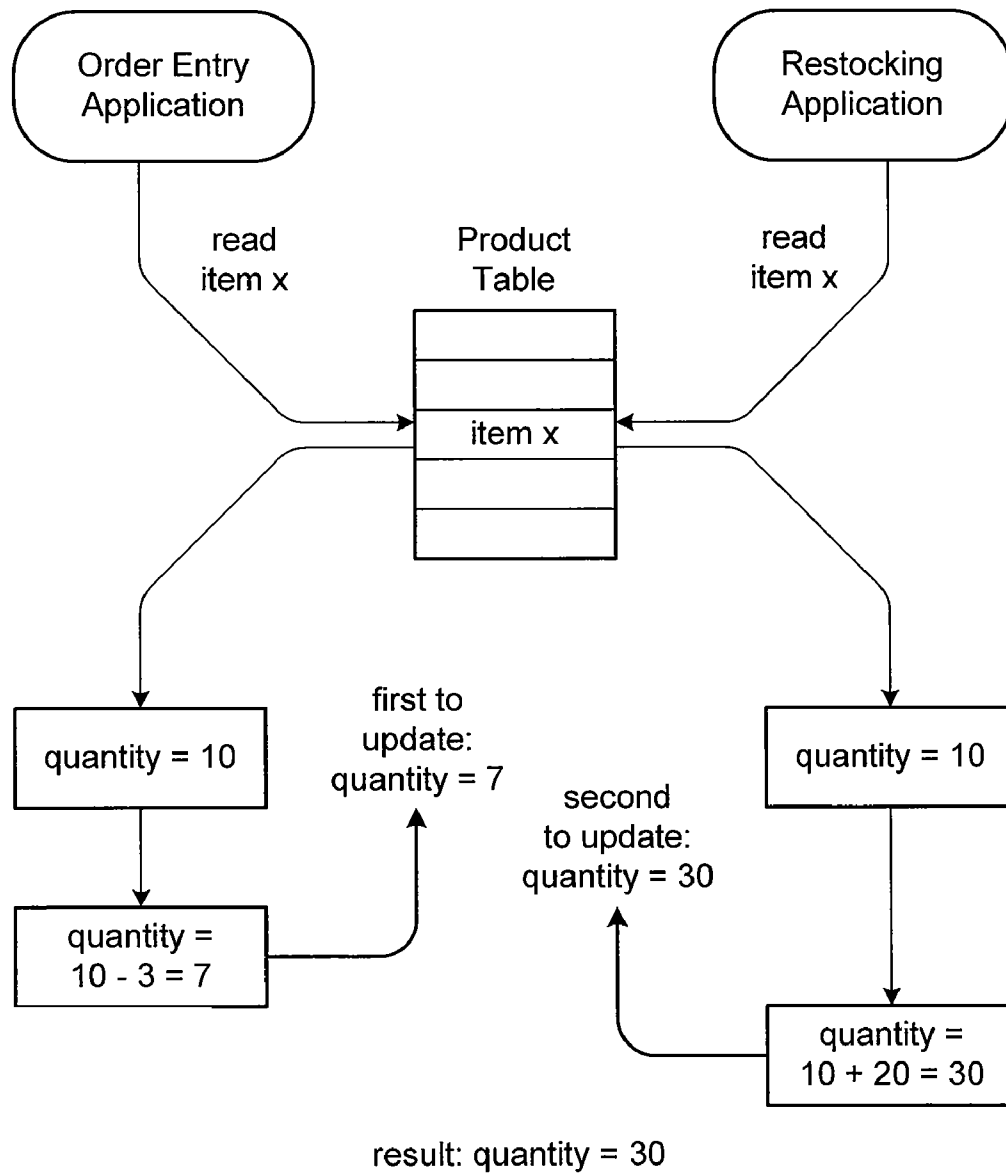 Order Entry
Application
Restocking
Application
read
item x
Product
Table
read
item x
item x
quantity = 10
first to
update:
quantity = 7
second
to update:
quantity = 30
quantity = 10
quantity =
10 - 3 = 7
quantity =
10 + 20 = 30
result: quantity = 30